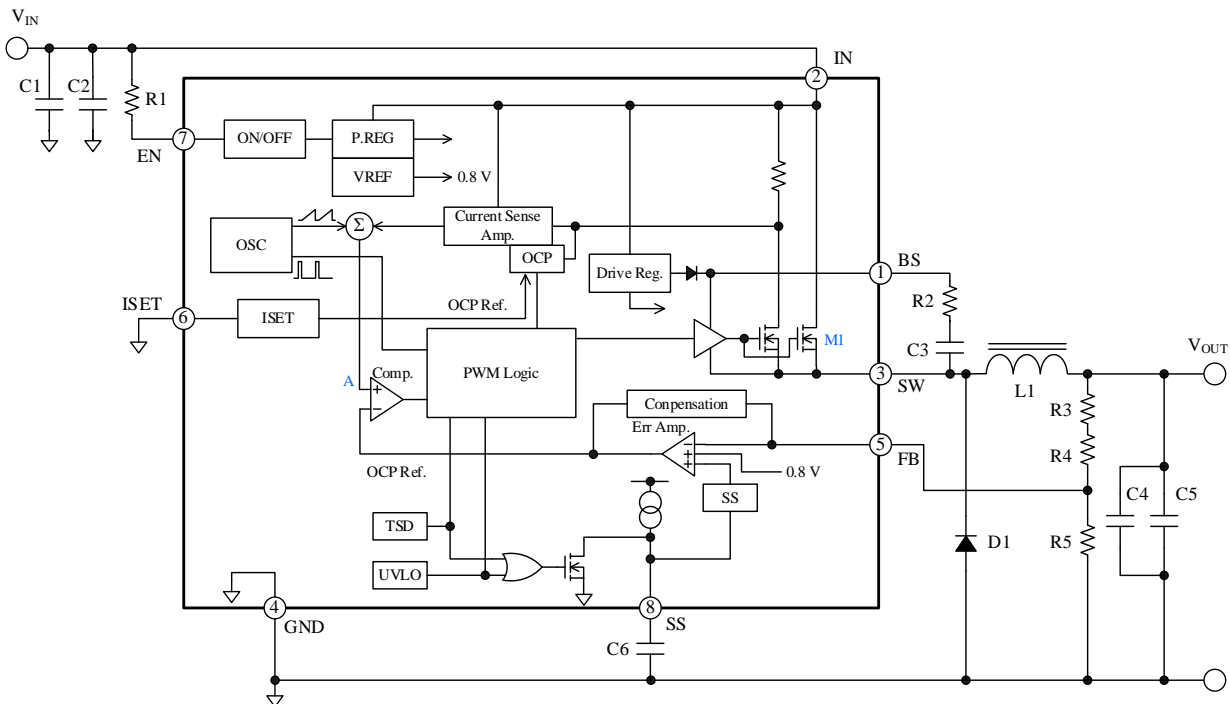 VIN
C1
C2
R1
IN
2
7
EN
ON/OFF
P.REG
VREF
0.8 V
OSC
Σ
Current Sense
Amp.
OCP
Drive Reg.
1
BS
R2
C3
ISET
6
ISET
OCP Ref.
PWM Logic
M1
3
SW
L1
VOUT
A
Comp.
+
−
Conpensation
Err Amp.
−
+
+
0.8 V
5
FB
R3
R4
R5
C4
C5
D1
OCP Ref.
SS
TSD
UVLO
4
GND
8
SS
C6